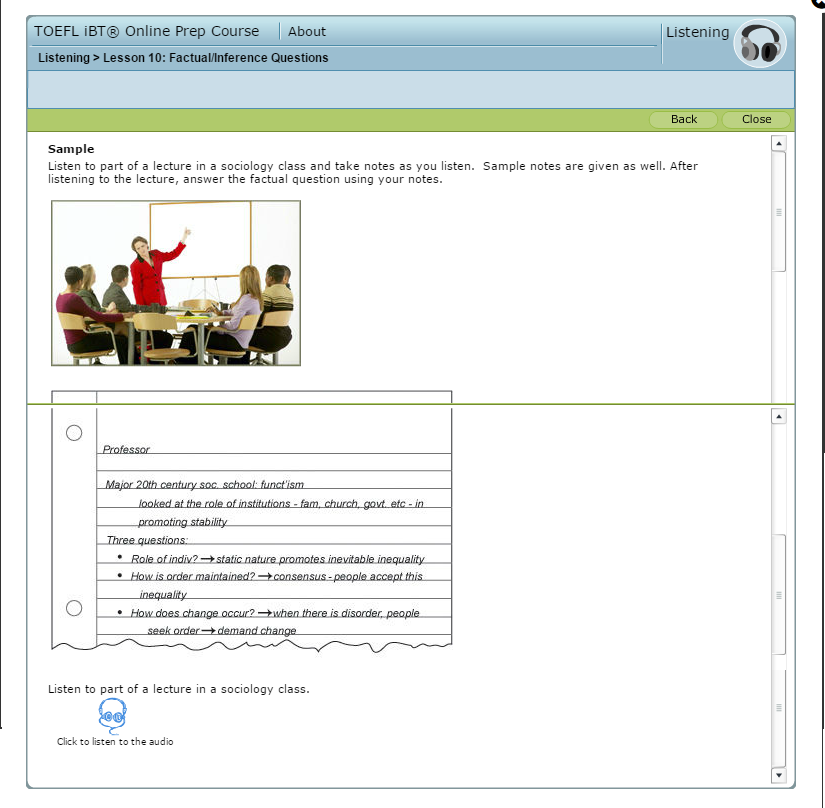 TOEFL iBT® Online Prep Course About
Listening
Listening > Lesson 10: Factual/Inference Questions
Back Close
Sample
Listen to part of a lecture in a sociology class and take notes as you listen. Sample notes are given as well. After
listening to the lecture, answer the factual question using your notes.
Professor
Major 20th century soc. school: funct'ism
looked at the role of institutions - fam, church, govt. etc - in
promoting stability
Three questions:
• Role of indiv? → static nature promotes inevitable inequality
• How is order maintained? → consensus - people accept this
inequality
• How does change occur? → when there is disorder, people
seek order → demand change
Listen to part of a lecture in a sociology class.
Click to listen to the audio